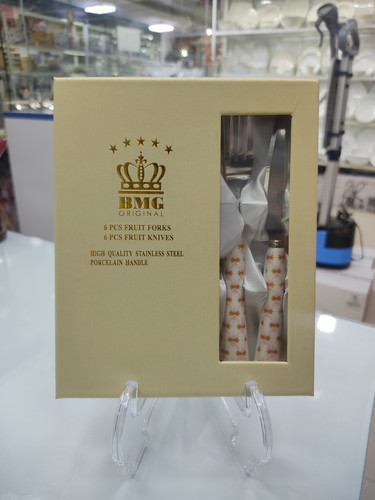 BMG
ORIGINAL
6 PCS FRUIT FORKS
6 PCS FRUIT KNIVES
HIGH QUALITY STAINLESS STEEL
PORCELAIN HANDLE